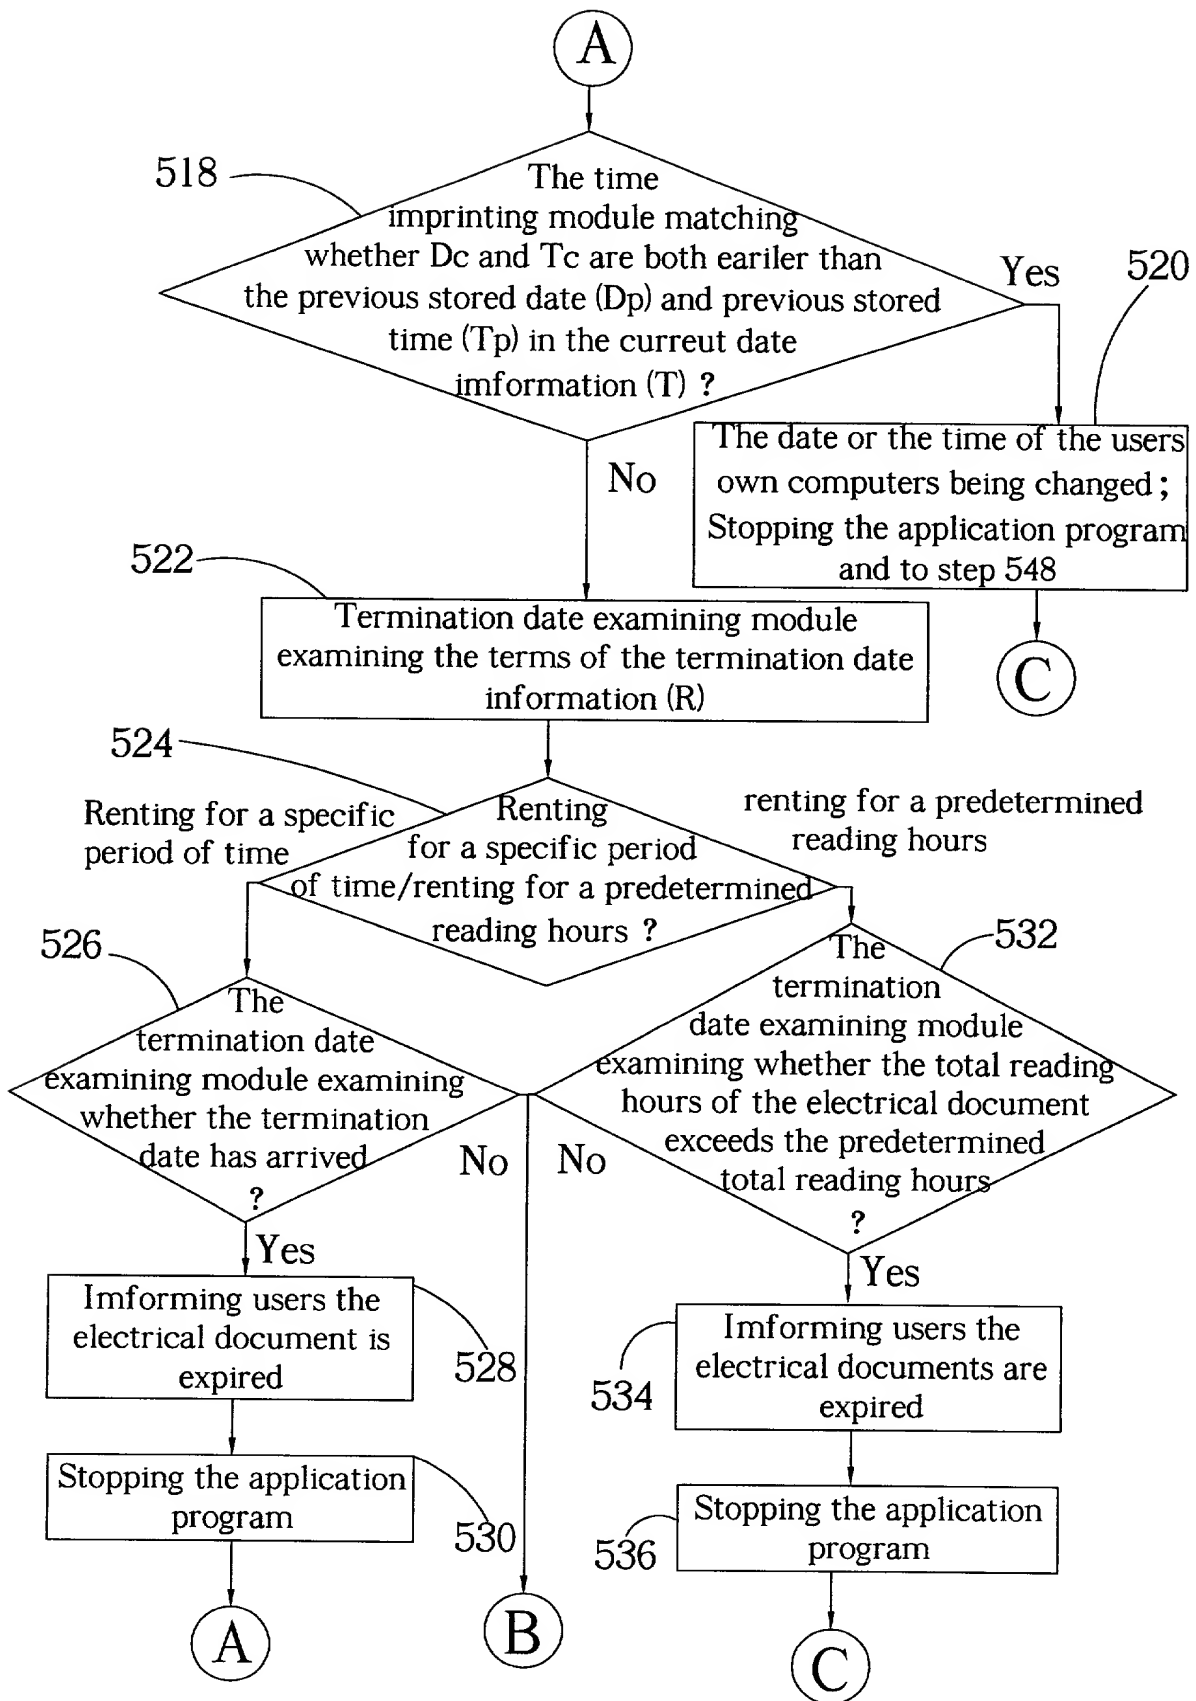 A
518
The time
imprinting module matching
whether Dc and Tc are both eariler than
the previous stored date (Dp) and previous stored
time (Tp) in the curreut date
imformation (T) ?
Yes
520
The date or the time of the users
own computers being changed;
Stopping the application program
and to step 548
C
No
522
Termination date examining module
examining the terms of the termination date
information (R)
524
Renting for a specific
period of time
Renting
for a specific period
of time/renting for a predetermined
reading hours ?
renting for a predetermined
reading hours
526
The
termination date
examining module examining
whether the termination
date has arrived
?
No
No
532
The
termination
date examining module
examining whether the total reading
hours of the electrical document
exceeds the predetermined
total reading hours
?
Yes
Imforming users the
electrical document is
expired
528
Stopping the application
program
530
A
B
Yes
534
Imforming users the
electrical documents are
expired
536
Stopping the application
program
C